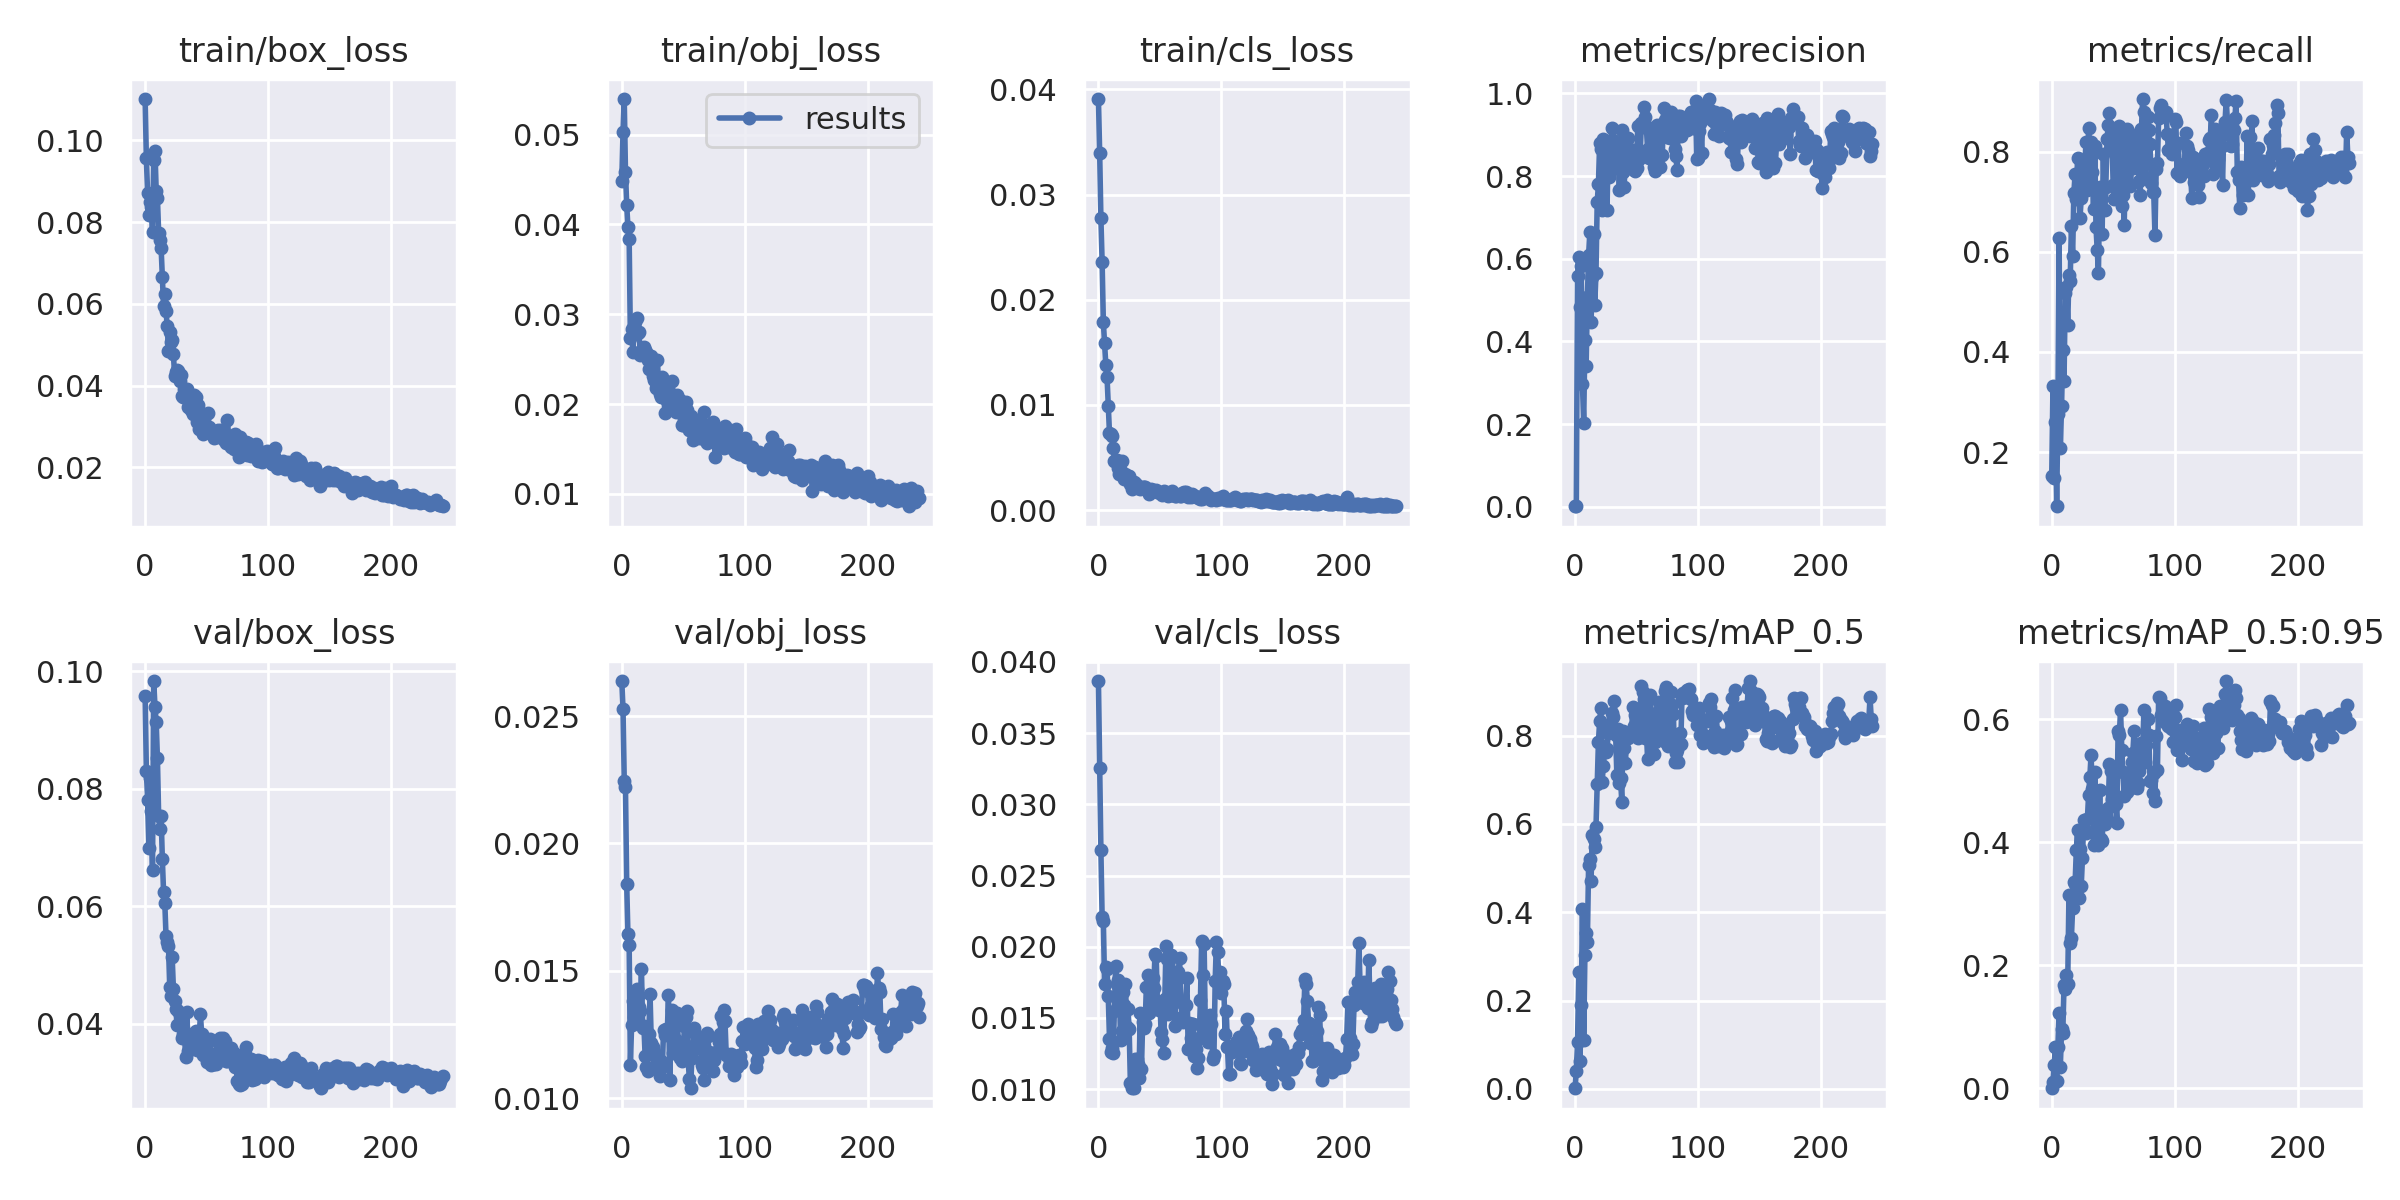 train/box_loss
train/obj_loss
train/cls_loss
metrics/precision
metrics/recall
0.10
0.08
0.06
0.04
0.02
0 100 200
results
0.05
0.04
0.03
0.02
0.01
0 100 200
0.04
0.03
0.02
0.01
0.00
0 100 200
1.0
0.8
0.6
0.4
0.2
0.0
0 100 200
0.8
0.6
0.4
0.2
0 100 200
val/box_loss
val/obj_loss
val/cls_loss
metrics/mAP_0.5
metrics/mAP_0.5:0.95
0.10
0.08
0.06
0.04
0 100 200
0.025
0.020
0.015
0.010
0 100 200
0.040
0.035
0.030
0.025
0.020
0.015
0.010
0 100 200
0.8
0.6
0.4
0.2
0.0
0 100 200
0.6
0.4
0.2
0.0
0 100 200